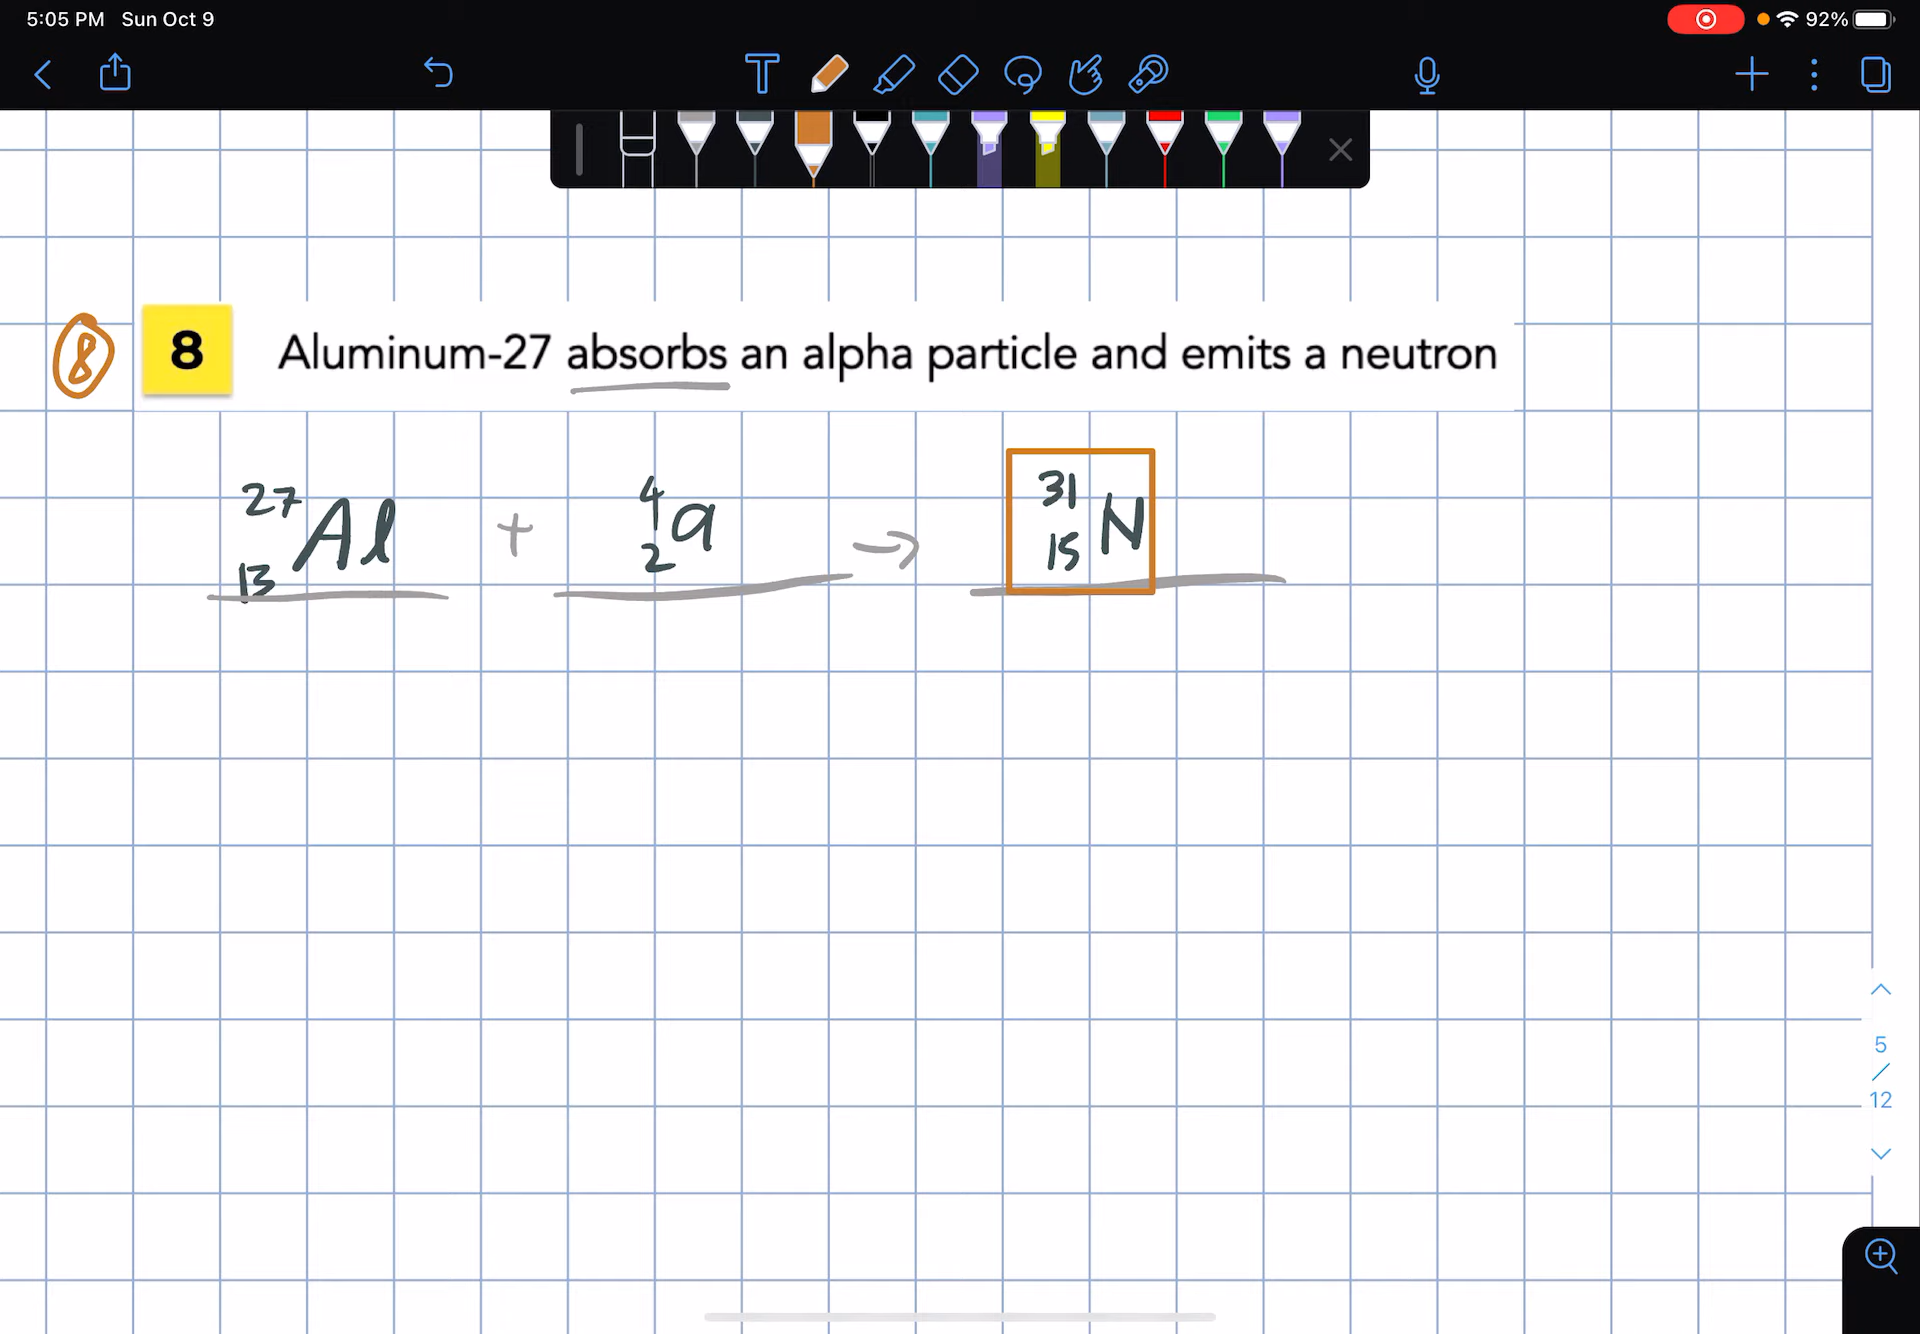 5:05 PM Sun Oct 9
92%
T
8 8 Aluminum-27 absorbs an alpha particle and emits a neutron
27 13 Al + 4 2 α → 31 15 N
5
/
12